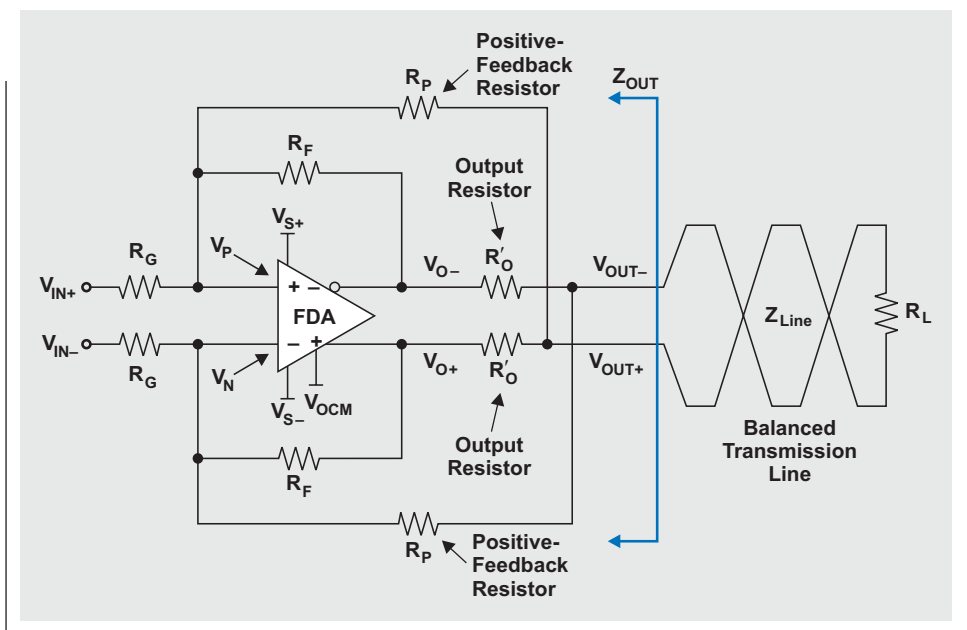 Positive-
Feedback
Resistor
R_P
Z_OUT
R_F
Output
Resistor
V_S+
R_G
V_P
V_O–
R′_O
V_OUT–
V_IN+
+ –
FDA
Z_Line
R_L
V_IN–
– +
R_G
V_N
V_O+
R′_O
V_OUT+
V_S–
V_OCM
Balanced
Transmission
Line
Output
Resistor
R_F
R_P
Positive-
Feedback
Resistor